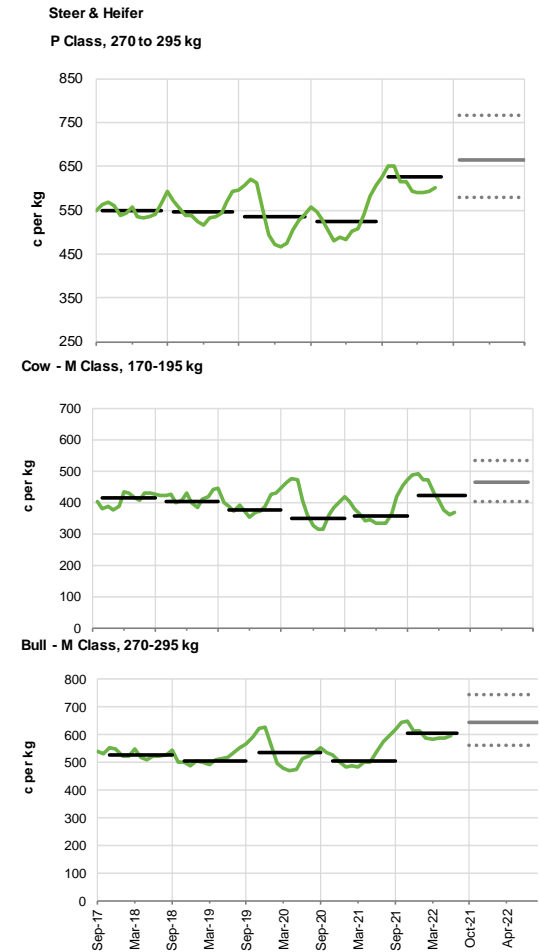 Steer & Heifer
P Class, 270 to 295 kg
850
750
650
550
450
350
250
c per kg
Cow - M Class, 170-195 kg
700
600
500
400
300
200
100
0
c per kg
Bull - M Class, 270-295 kg
800
700
600
500
400
300
200
100
0
c per kg
Sep-17
Mar-18
Sep-18
Mar-19
Sep-19
Mar-20
Sep-20
Mar-21
Sep-21
Mar-22
Oct-21
Apr-22